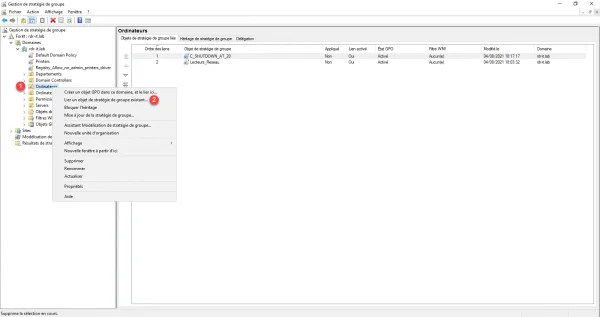 Gestion de stratégie de groupe
Fichier Action Affichage Fenêtre ?
Gestion de stratégie de groupe
Forêt : rdr-it.lab
Domaines
rdr-it.lab
Default Domain Policy
Printers
Registry_Allow_no_admin_printers_driver
Departements
Domain Controllers
Ordinateurs
Ordinate
Permission
Servers
Objets de
Filtres W
Objets G
Sites
Modélisation de
Résultats de stra
1
Créer un objet GPO dans ce domaine, et le lier ici...
Lier un objet de stratégie de groupe existant...
2
Bloquer l'héritage
Mise à jour de la stratégie de groupe...
Assistant Modélisation de stratégie de groupe...
Nouvelle unité d'organisation
Affichage
Nouvelle fenêtre à partir d'ici
Supprimer
Renommer
Actualiser
Propriétés
Aide
Ordinateurs
Objets de stratégie de groupe liés Héritage de stratégie de groupe Délégation
Ordre des liens Objet de stratégie de groupe Appliqué Lien activé État GPO Filtre WMI Modifié le Domaine
1 C_SHUTDOWN_AT_20 Non Oui Activé Aucun(e) 04/08/2021 18:17:17 rdr-it.lab
2 Lecteurs_Reseau Non Oui Activé Aucun(e) 04/08/2021 18:03:32 rdr-it.lab
Supprime la sélection en cours.